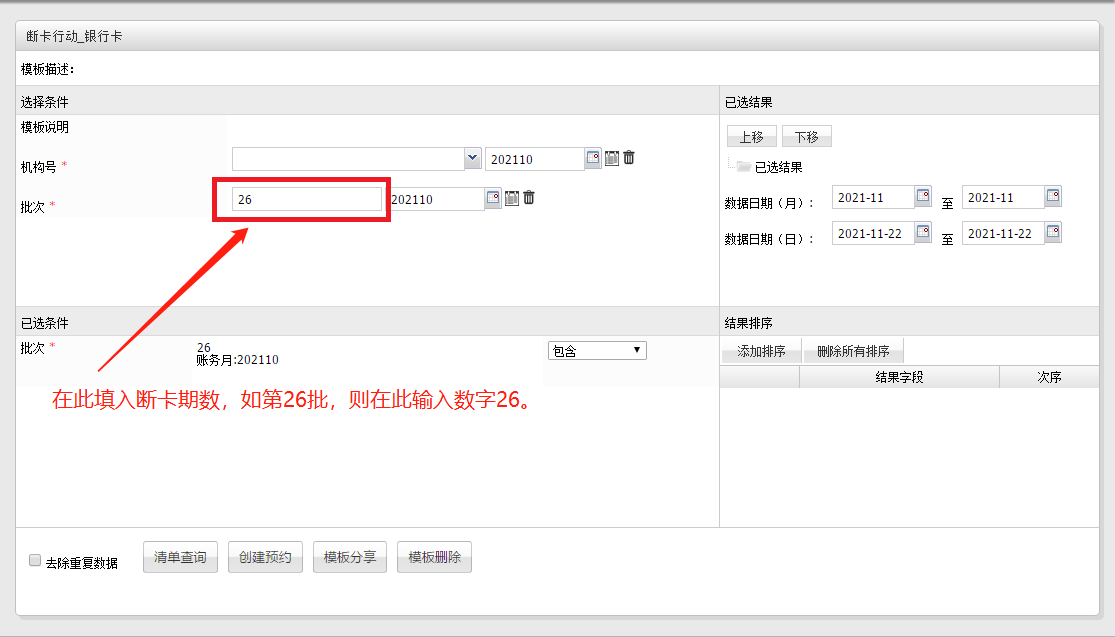 断卡行动_银行卡
模板描述：
选择条件
已选结果
模板说明
上移 下移
机构号 * 202110
已选结果
批次 * 26 202110
数据日期（月）： 2021-11 至 2021-11
数据日期（日）： 2021-11-22 至 2021-11-22
已选条件
结果排序
批次 * 26 包含
账务月:202110
添加排序 删除所有排序
结果字段 次序
在此填入断卡期数，如第26批，则在此输入数字26。
去除重复数据 清单查询 创建预约 模板分享 模板删除